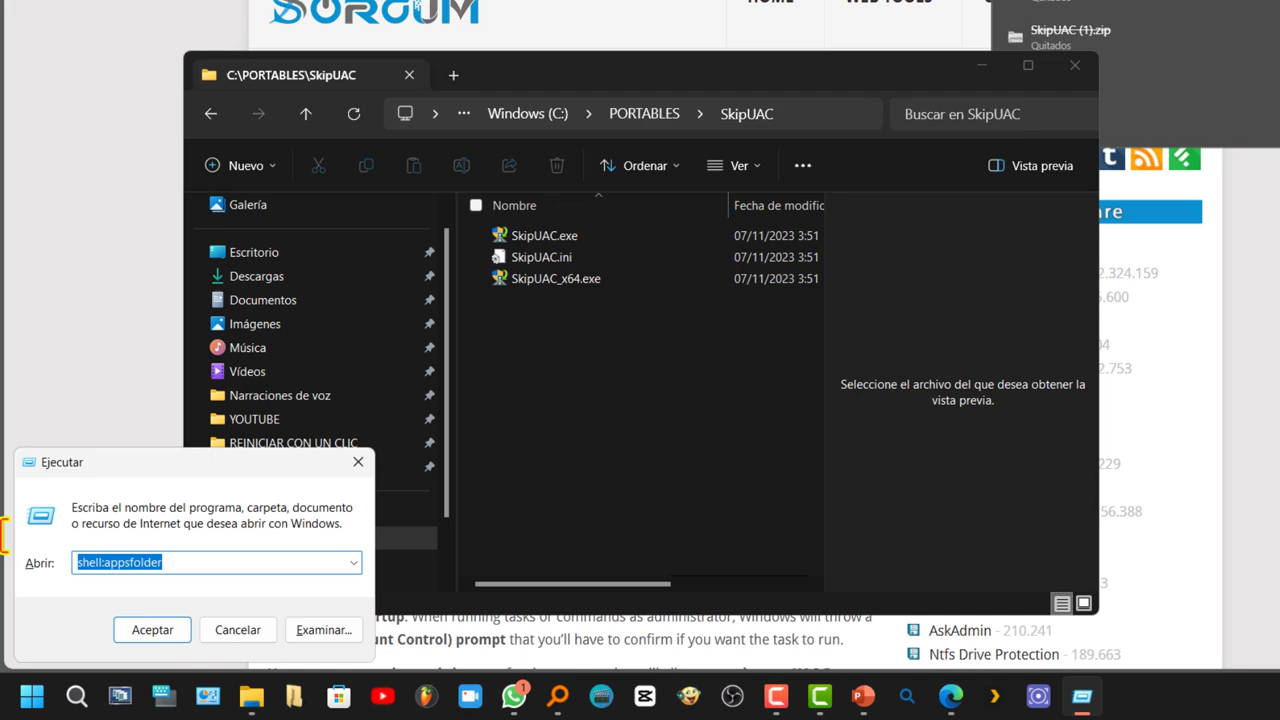 SORCUM
HOME
WEB TOOLS
SkipUAC (1).zip
Quitados
Quitados
C:\PORTABLES\SkipUAC
Windows (C:)
PORTABLES
SkipUAC
Buscar en SkipUAC
Nuevo
Ordenar
Ver
Vista previa
Galería
Nombre
Fecha de modific
Escritorio
Descargas
Documentos
Imágenes
Música
Vídeos
Narraciones de voz
YOUTUBE
REINICIAR CON UN CLIC
SkipUAC.exe
07/11/2023 3:51
SkipUAC.ini
07/11/2023 3:51
SkipUAC_x64.exe
07/11/2023 3:51
Seleccione el archivo del que desea obtener la
vista previa.
are
2.324.159
.600
04
2.753
229
56.388
3
Ejecutar
Escriba el nombre del programa, carpeta, documento
o recurso de Internet que desea abrir con Windows.
Abrir:
shell:appsfolder
Aceptar
Cancelar
Examinar...
rtup. When running tasks or commands as administrator, Windows will throw a
unt Control) prompt that you'll have to confirm if you want the task to run.
AskAdmin - 210.241
Ntfs Drive Protection - 189.663
1